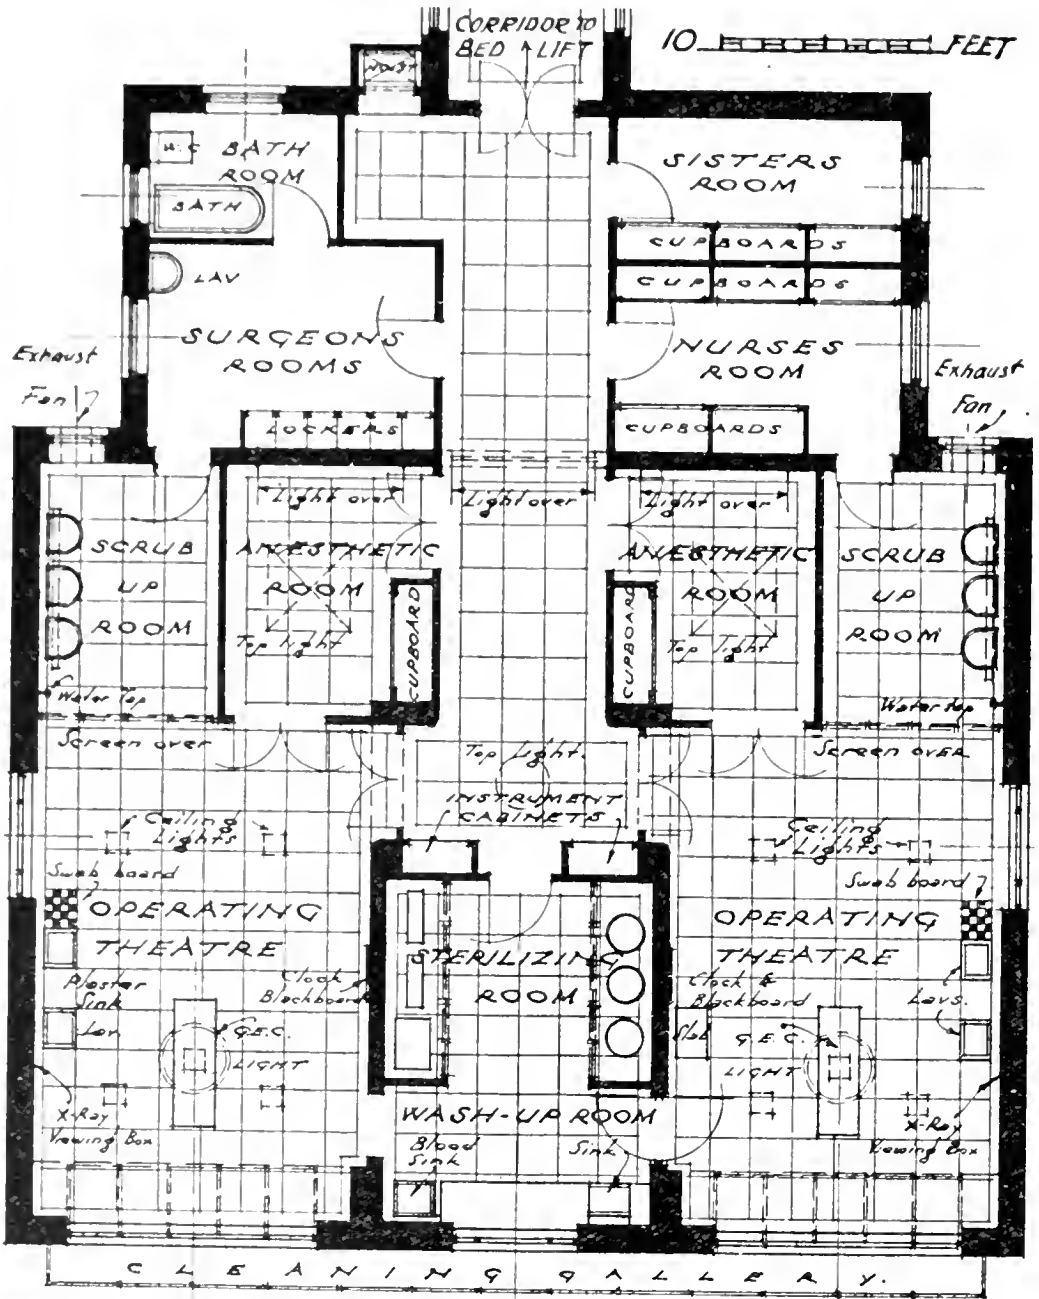 CORRIDOR TO
BED LIFT
10 FEET
HOIST
W.C
BATH
ROOM
BATH
SISTERS
ROOM
CUPBOARDS
CUPBOARDS
LAV
SURGEONS
ROOMS
NURSES
ROOM
Exhaust
Fan
Exhaust
Fan
LOCKERS
CUPBOARDS
Light over
Light over
Light over
SCRUB
UP
ROOM
ANESTHETIC
ROOM
ANESTHETIC
ROOM
SCRUB
UP
ROOM
CUPBOARD
CUPBOARD
Top light
Top light
Water Tap
Water tap
Screen over
Top Light.
Screen over
INSTRUMENT
CABINETS
Ceiling
Lights
Ceiling
Lights
Swab board
Swab board
OPERATING
THEATRE
OPERATING
THEATRE
STERILIZING
ROOM
Plaster
Sink
Clock
Blackboard
Clock &
Blackboard
Lavs.
Lav
G.E.C.
LIGHT
Slab
G.E.C.
LIGHT
X-Ray
Viewing Box
WASH-UP ROOM
Blood
Sink
Sink
X-Ray
Viewing Box
CLEANING GALLERY.